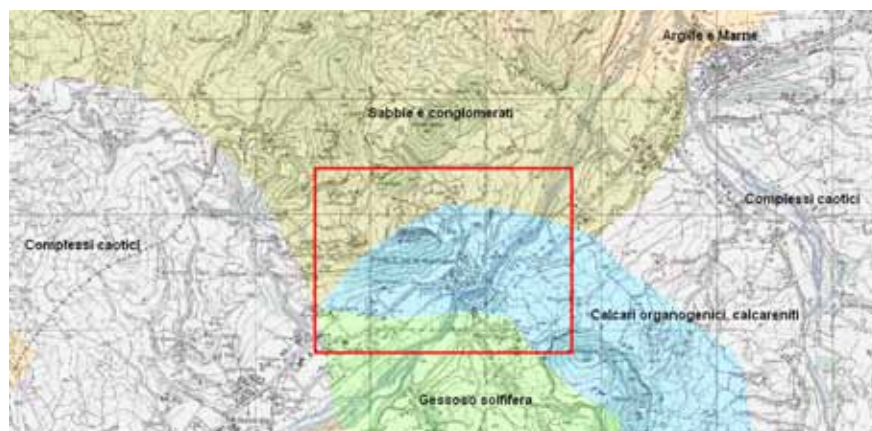 Argille e Marne
Sabbie e conglomerati
Complessi caotici
Complessi caotici
Calcari organogenici, calcareniti
Gessoso solfifera